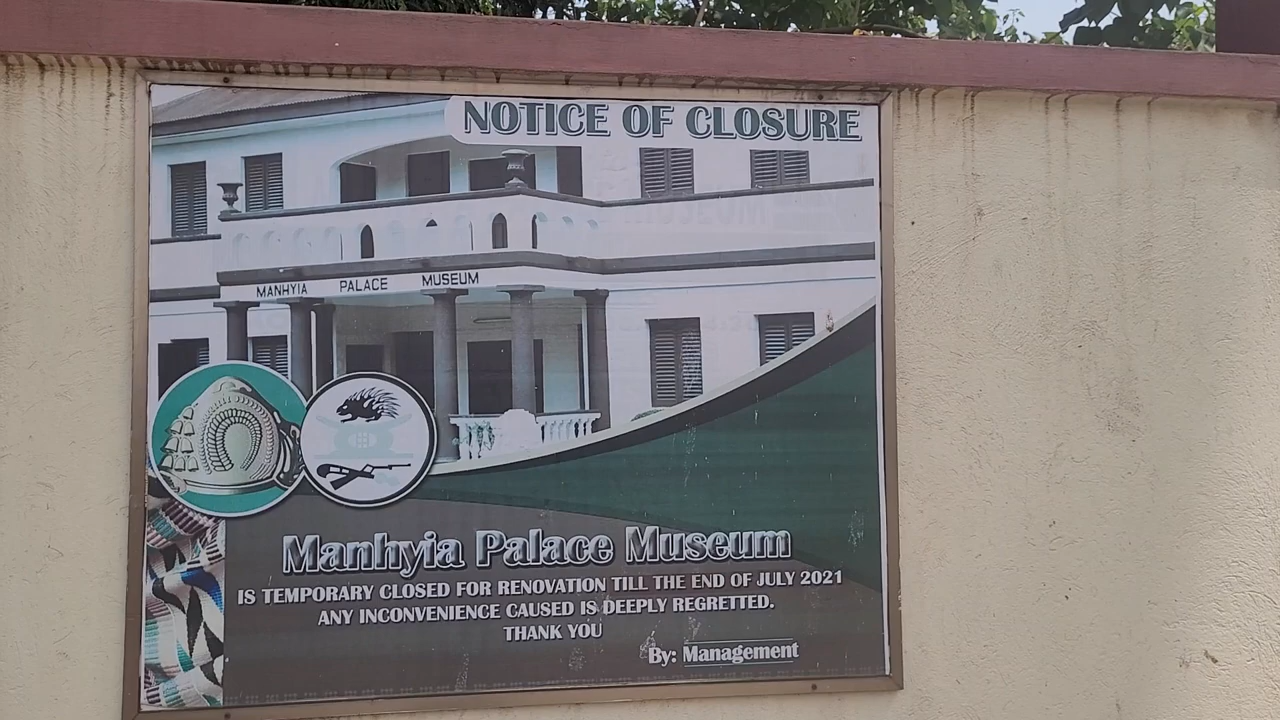 NOTICE OF CLOSURE
MANHYIA PALACE MUSEUM
Manhyia Palace Museum
IS TEMPORARY CLOSED FOR RENOVATION TILL THE END OF JULY 2021
ANY INCONVENIENCE CAUSED IS DEEPLY REGRETTED.
THANK YOU
By: Management